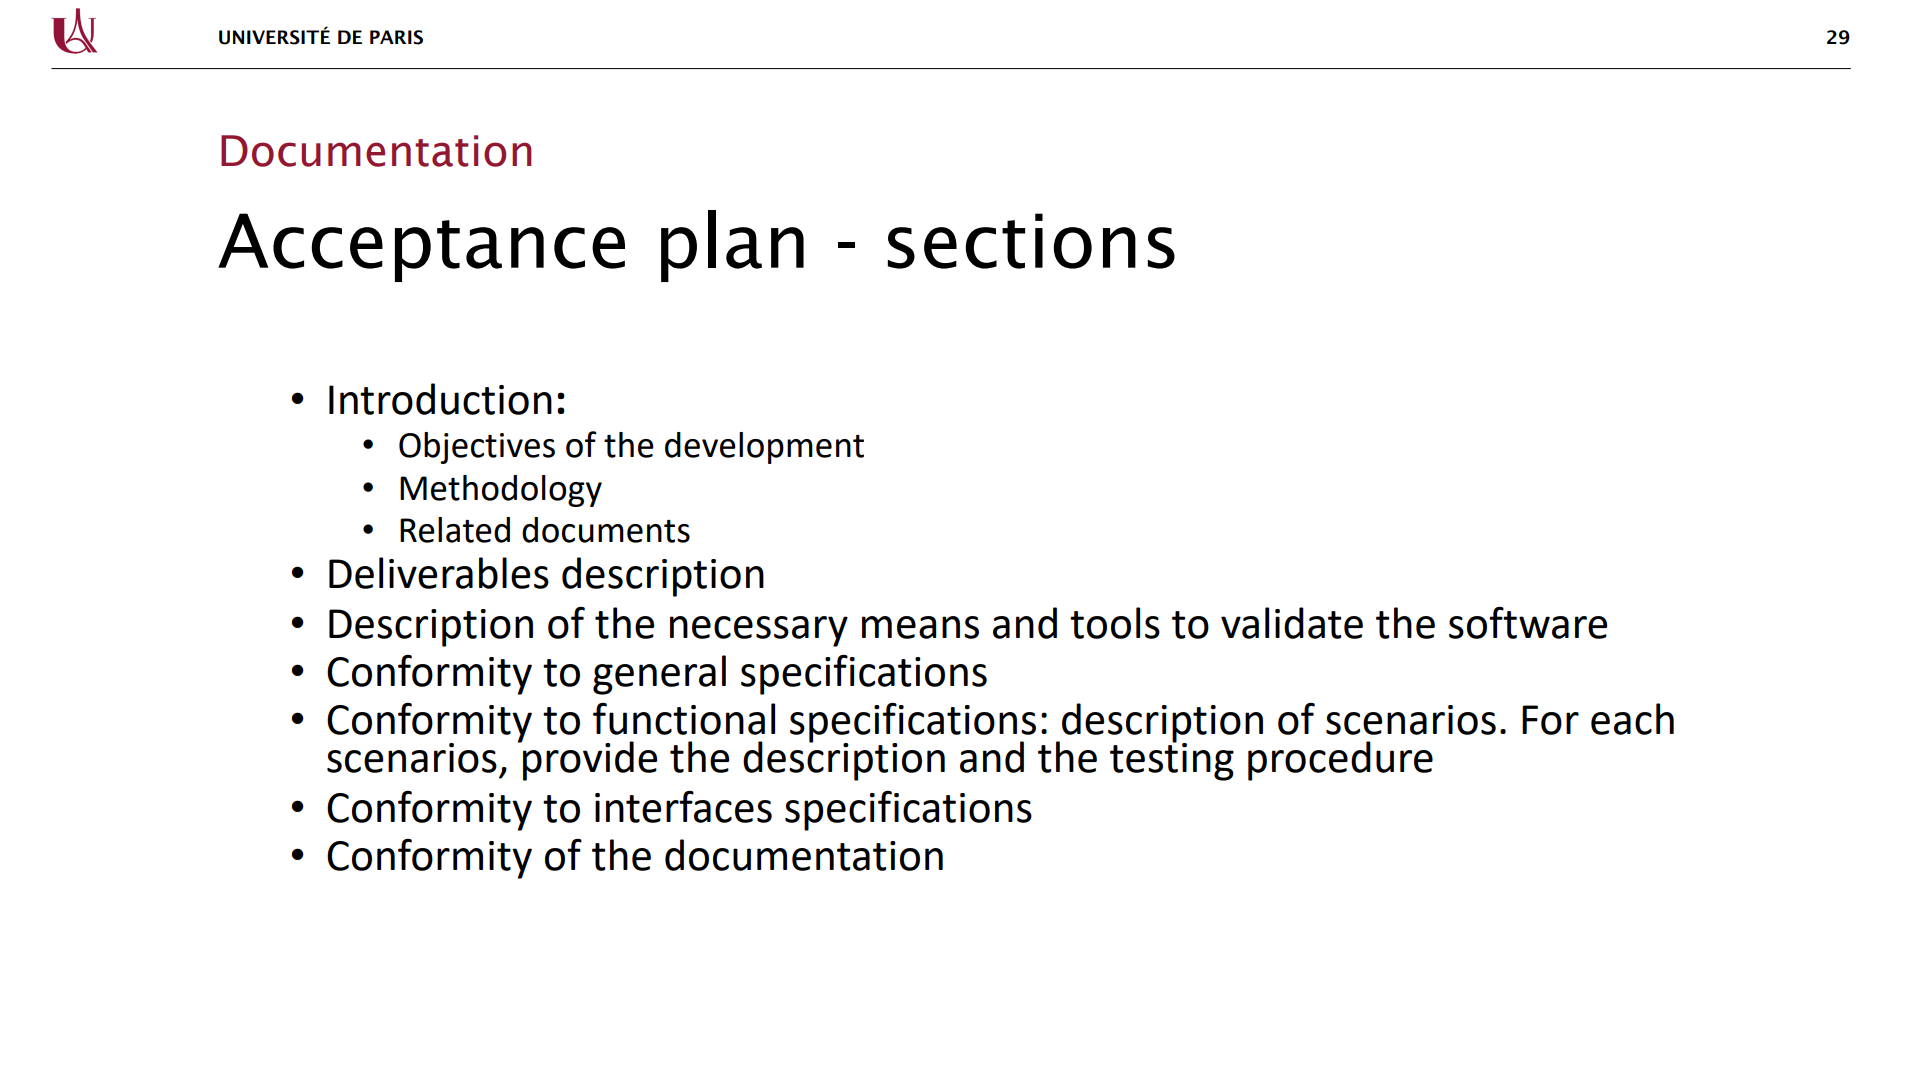 UNIVERSITÉ DE PARIS
29
Documentation
Acceptance plan - sections
• Introduction:
• Objectives of the development
• Methodology
• Related documents
• Deliverables description
• Description of the necessary means and tools to validate the software
• Conformity to general specifications
• Conformity to functional specifications: description of scenarios. For each
scenarios, provide the description and the testing procedure
• Conformity to interfaces specifications
• Conformity of the documentation